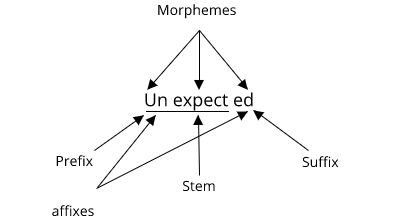 Morphemes
Un expect ed
Prefix
Suffix
Stem
affixes